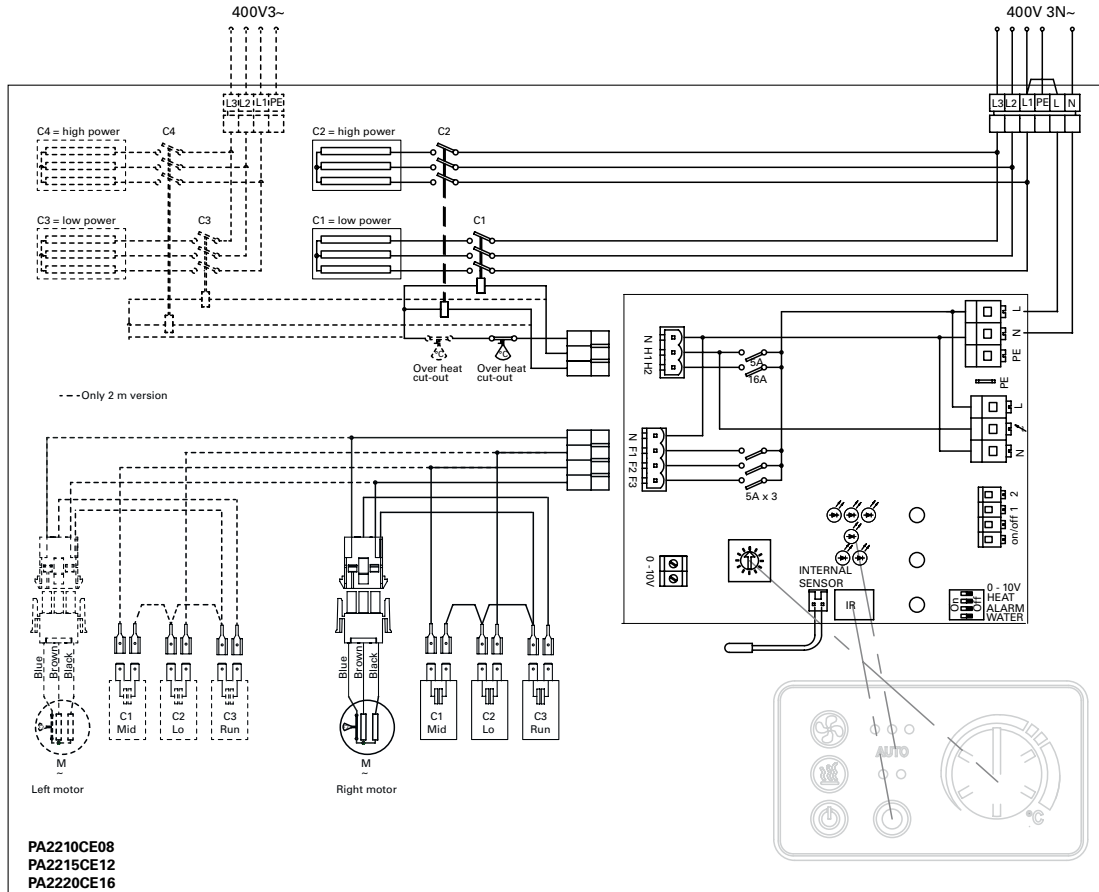 400V3~
400V 3N~
L3 L2 L1 PE
L3 L2 L1 PE L N
C4 = high power
C4
C2 = high power
C2
C3 = low power
C3
C1 = low power
C1
°C
°C
Over heat
cut-out
Over heat
cut-out
- - - Only 2 m version
N H1 H2
5A
16A
L
N
PE
PE
L
N
N F1 F2 F3
5A x 3
2
1
on/off
0 - 10V
INTERNAL
SENSOR
IR
On
Off
0 - 10V
HEAT
ALARM
WATER
Blue
Brown
Black
C1
Mid
C2
Lo
C3
Run
M
~
Left motor
Blue
Brown
Black
C1
Mid
C2
Lo
C3
Run
M
~
Right motor
AUTO
°C
PA2210CE08
PA2215CE12
PA2220CE16